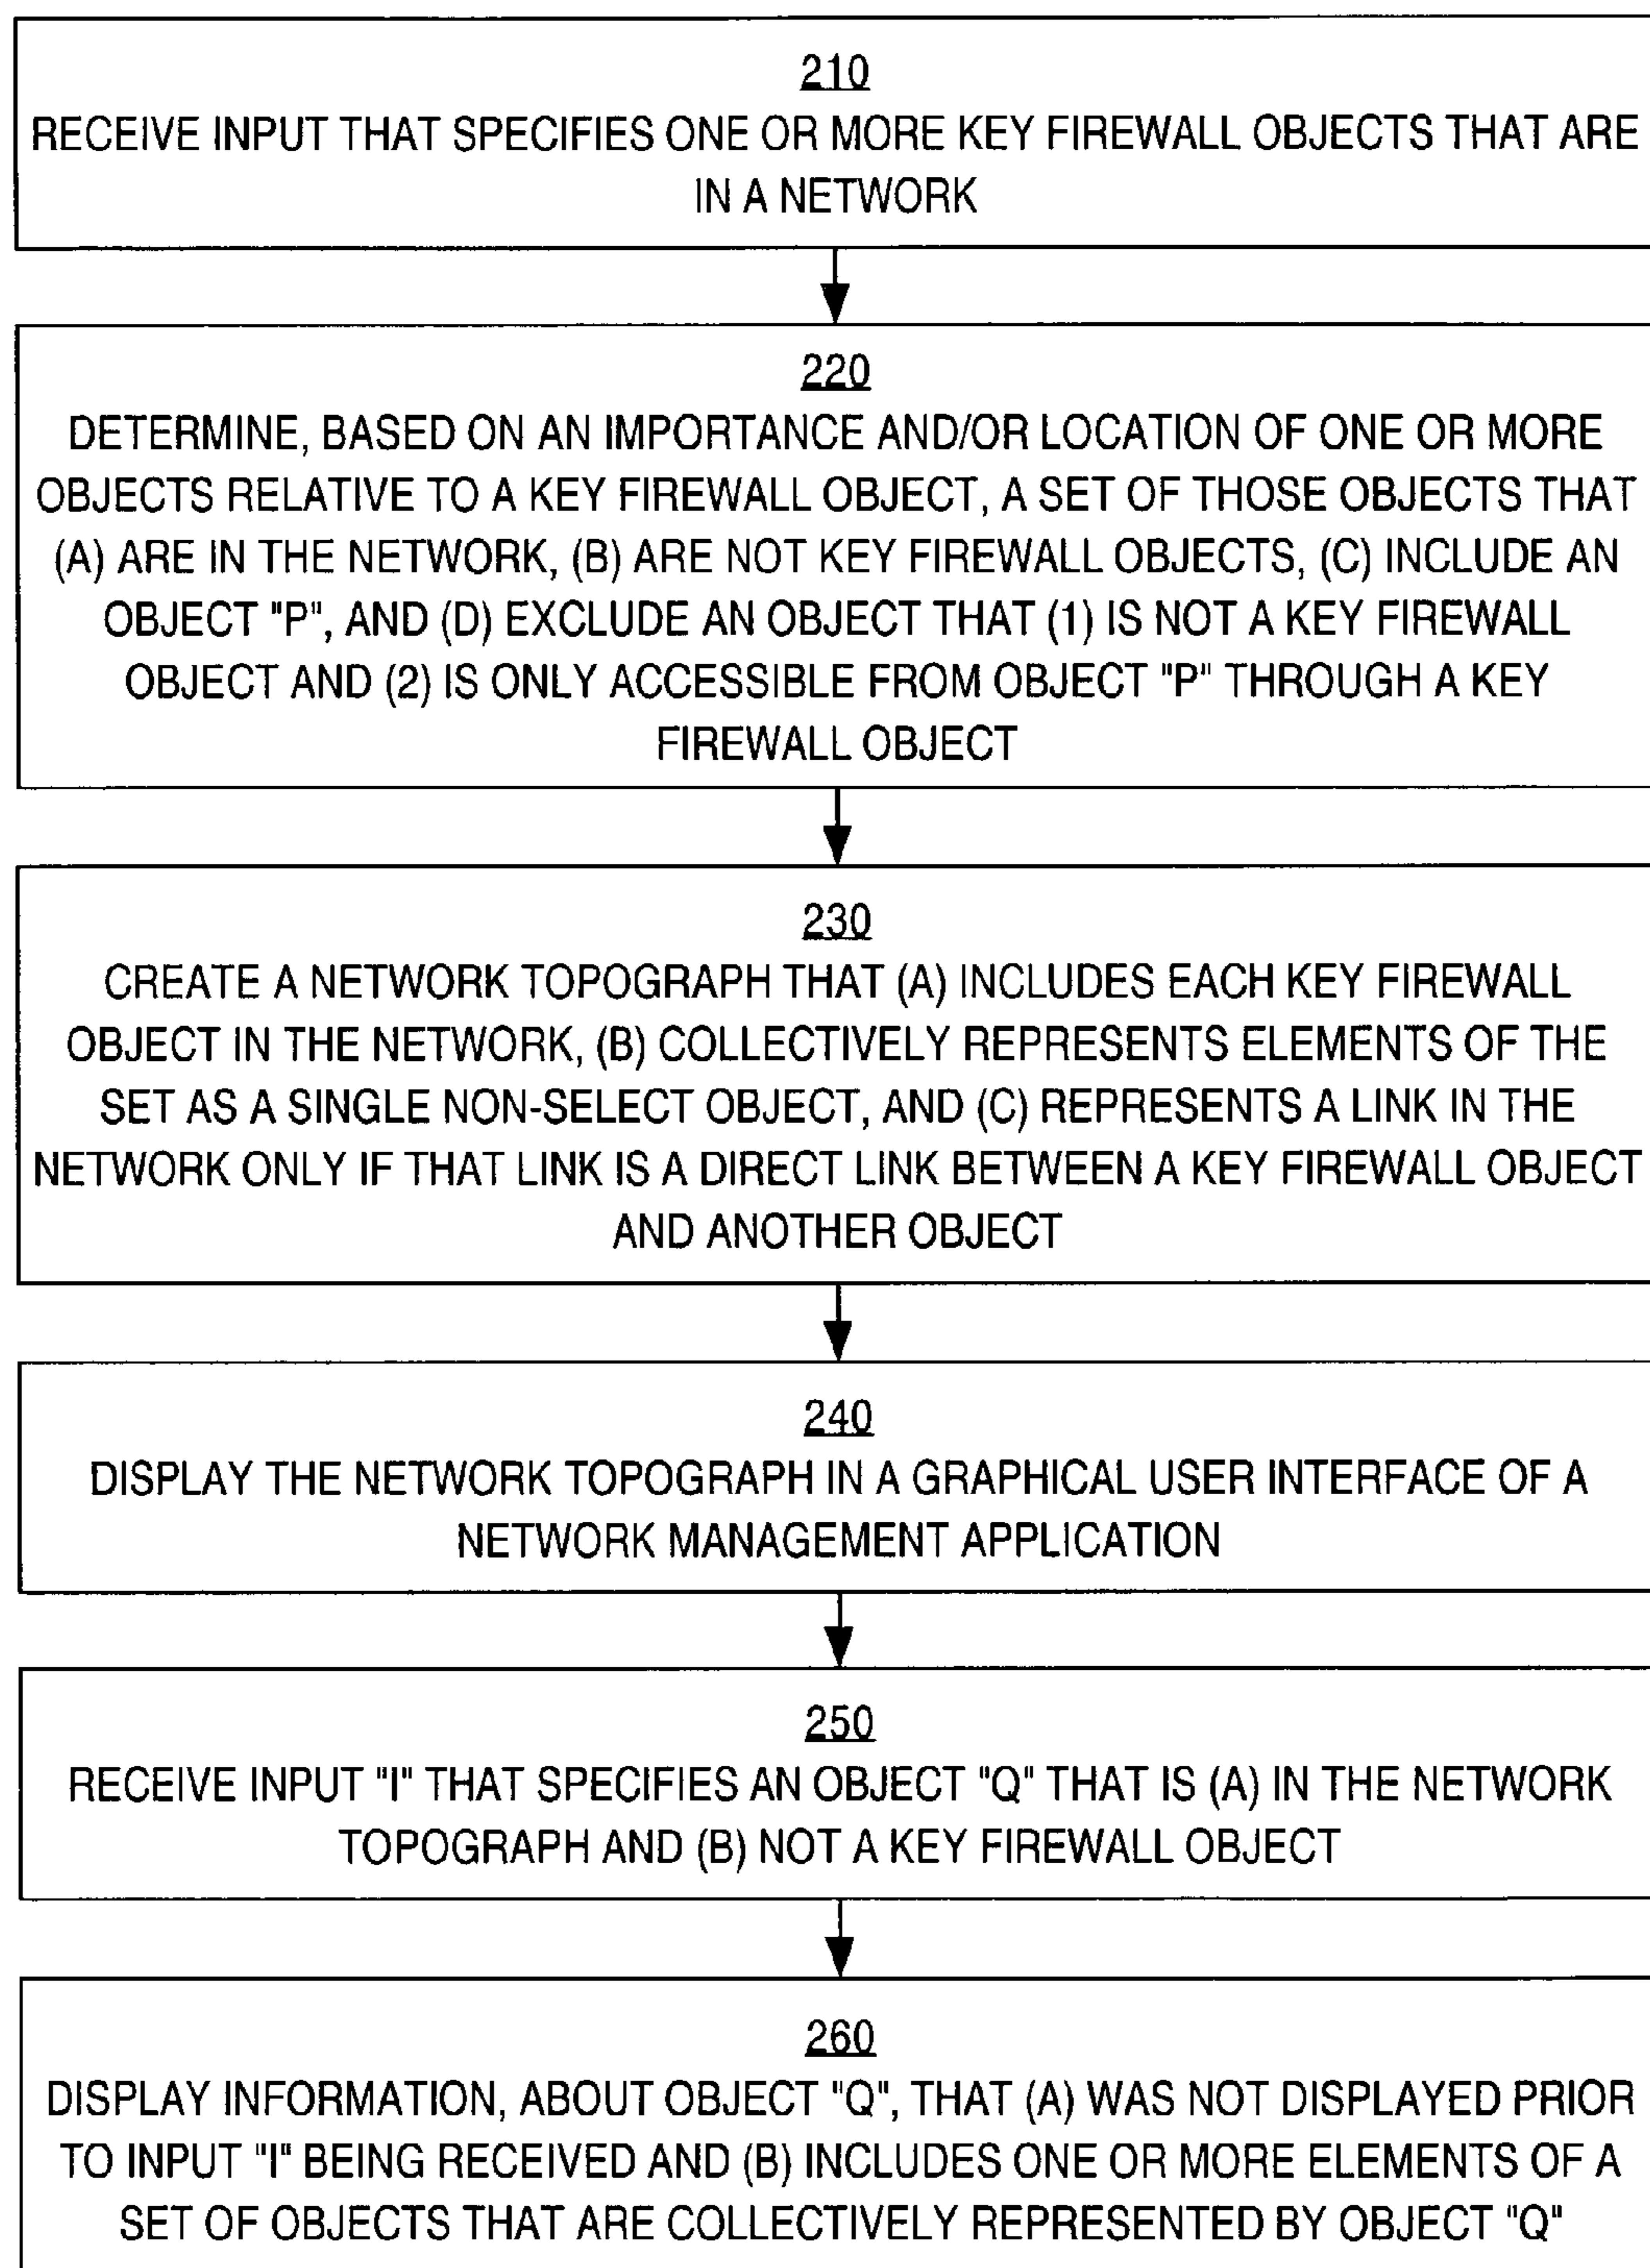 210
RECEIVE INPUT THAT SPECIFIES ONE OR MORE KEY FIREWALL OBJECTS THAT ARE
IN A NETWORK
220
DETERMINE, BASED ON AN IMPORTANCE AND/OR LOCATION OF ONE OR MORE
OBJECTS RELATIVE TO A KEY FIREWALL OBJECT, A SET OF THOSE OBJECTS THAT
(A) ARE IN THE NETWORK, (B) ARE NOT KEY FIREWALL OBJECTS, (C) INCLUDE AN
OBJECT "P", AND (D) EXCLUDE AN OBJECT THAT (1) IS NOT A KEY FIREWALL
OBJECT AND (2) IS ONLY ACCESSIBLE FROM OBJECT "P" THROUGH A KEY
FIREWALL OBJECT
230
CREATE A NETWORK TOPOGRAPH THAT (A) INCLUDES EACH KEY FIREWALL
OBJECT IN THE NETWORK, (B) COLLECTIVELY REPRESENTS ELEMENTS OF THE
SET AS A SINGLE NON-SELECT OBJECT, AND (C) REPRESENTS A LINK IN THE
NETWORK ONLY IF THAT LINK IS A DIRECT LINK BETWEEN A KEY FIREWALL OBJECT
AND ANOTHER OBJECT
240
DISPLAY THE NETWORK TOPOGRAPH IN A GRAPHICAL USER INTERFACE OF A
NETWORK MANAGEMENT APPLICATION
250
RECEIVE INPUT "I" THAT SPECIFIES AN OBJECT "Q" THAT IS (A) IN THE NETWORK
TOPOGRAPH AND (B) NOT A KEY FIREWALL OBJECT
260
DISPLAY INFORMATION, ABOUT OBJECT "Q", THAT (A) WAS NOT DISPLAYED PRIOR
TO INPUT "I" BEING RECEIVED AND (B) INCLUDES ONE OR MORE ELEMENTS OF A
SET OF OBJECTS THAT ARE COLLECTIVELY REPRESENTED BY OBJECT "Q"